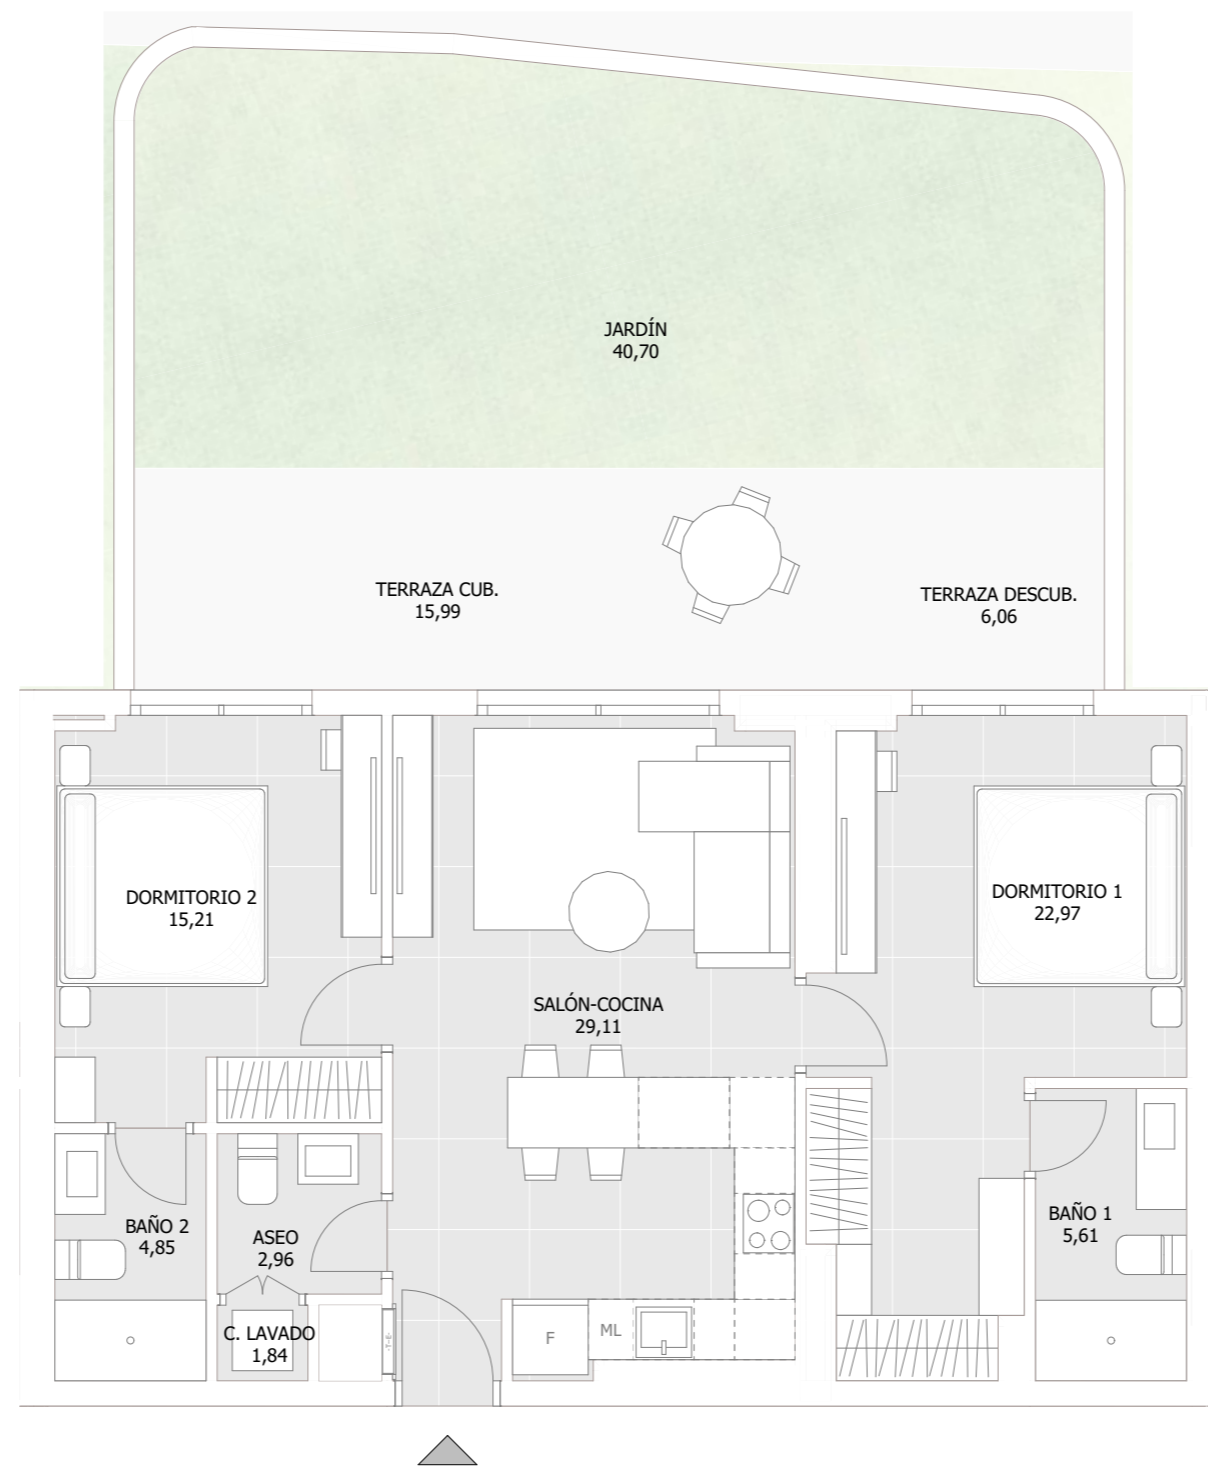 JARDÍN
40,70
TERRAZA CUB.
15,99
TERRAZA DESCUB.
6,06
DORMITORIO 2
15,21
DORMITORIO 1
22,97
SALÓN-COCINA
29,11
BAÑO 2
4,85
ASEO
2,96
BAÑO 1
5,61
C. LAVADO
1,84
-T-E-
F
ML